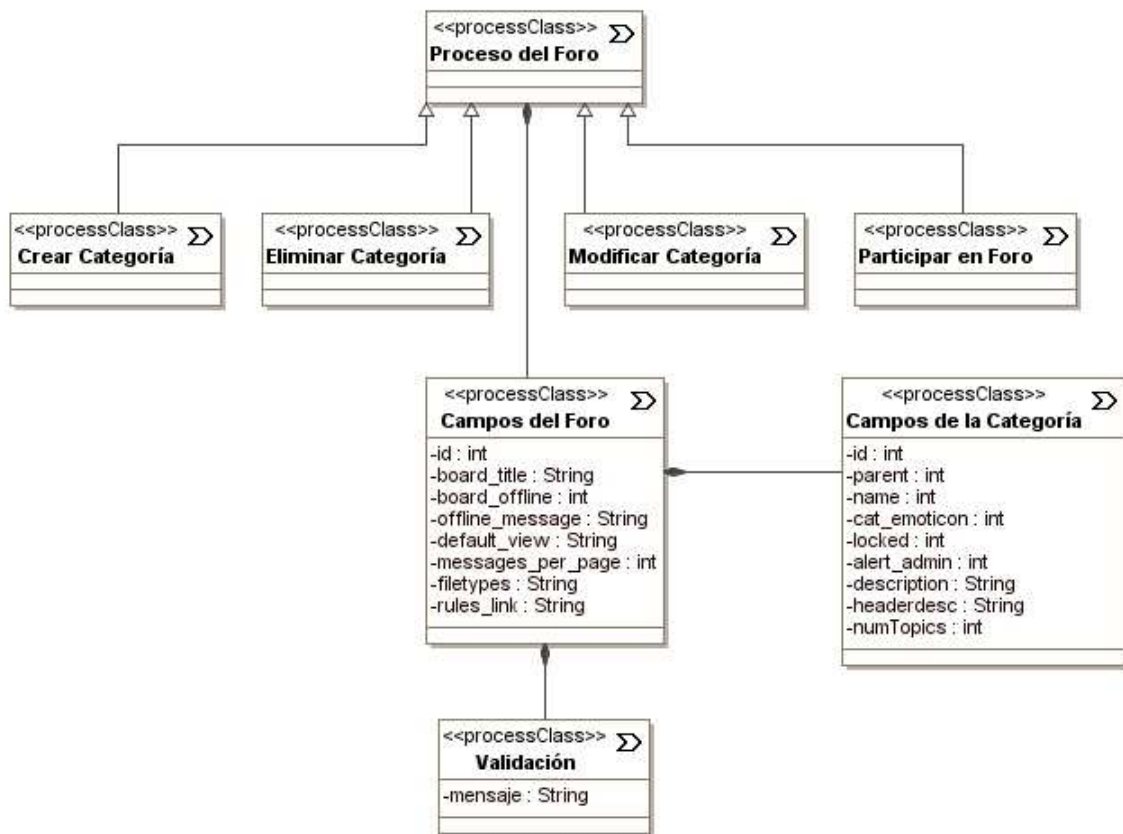 <<processClass>>
Proceso del Foro
<<processClass>>
Crear Categoría
<<processClass>>
Eliminar Categoría
<<processClass>>
Modificar Categoría
<<processClass>>
Participar en Foro
<<processClass>>
Campos del Foro
-id : int
-board_title : String
-board_offline : int
-offline_message : String
-default_view : String
-messages_per_page : int
-filetypes : String
-rules_link : String
<<processClass>>
Campos de la Categoría
-id : int
-parent : int
-name : int
-cat_emoticon : int
-locked : int
-alert_admin : int
-description : String
-headerdesc : String
-numTopics : int
<<processClass>>
Validación
-mensaje : String